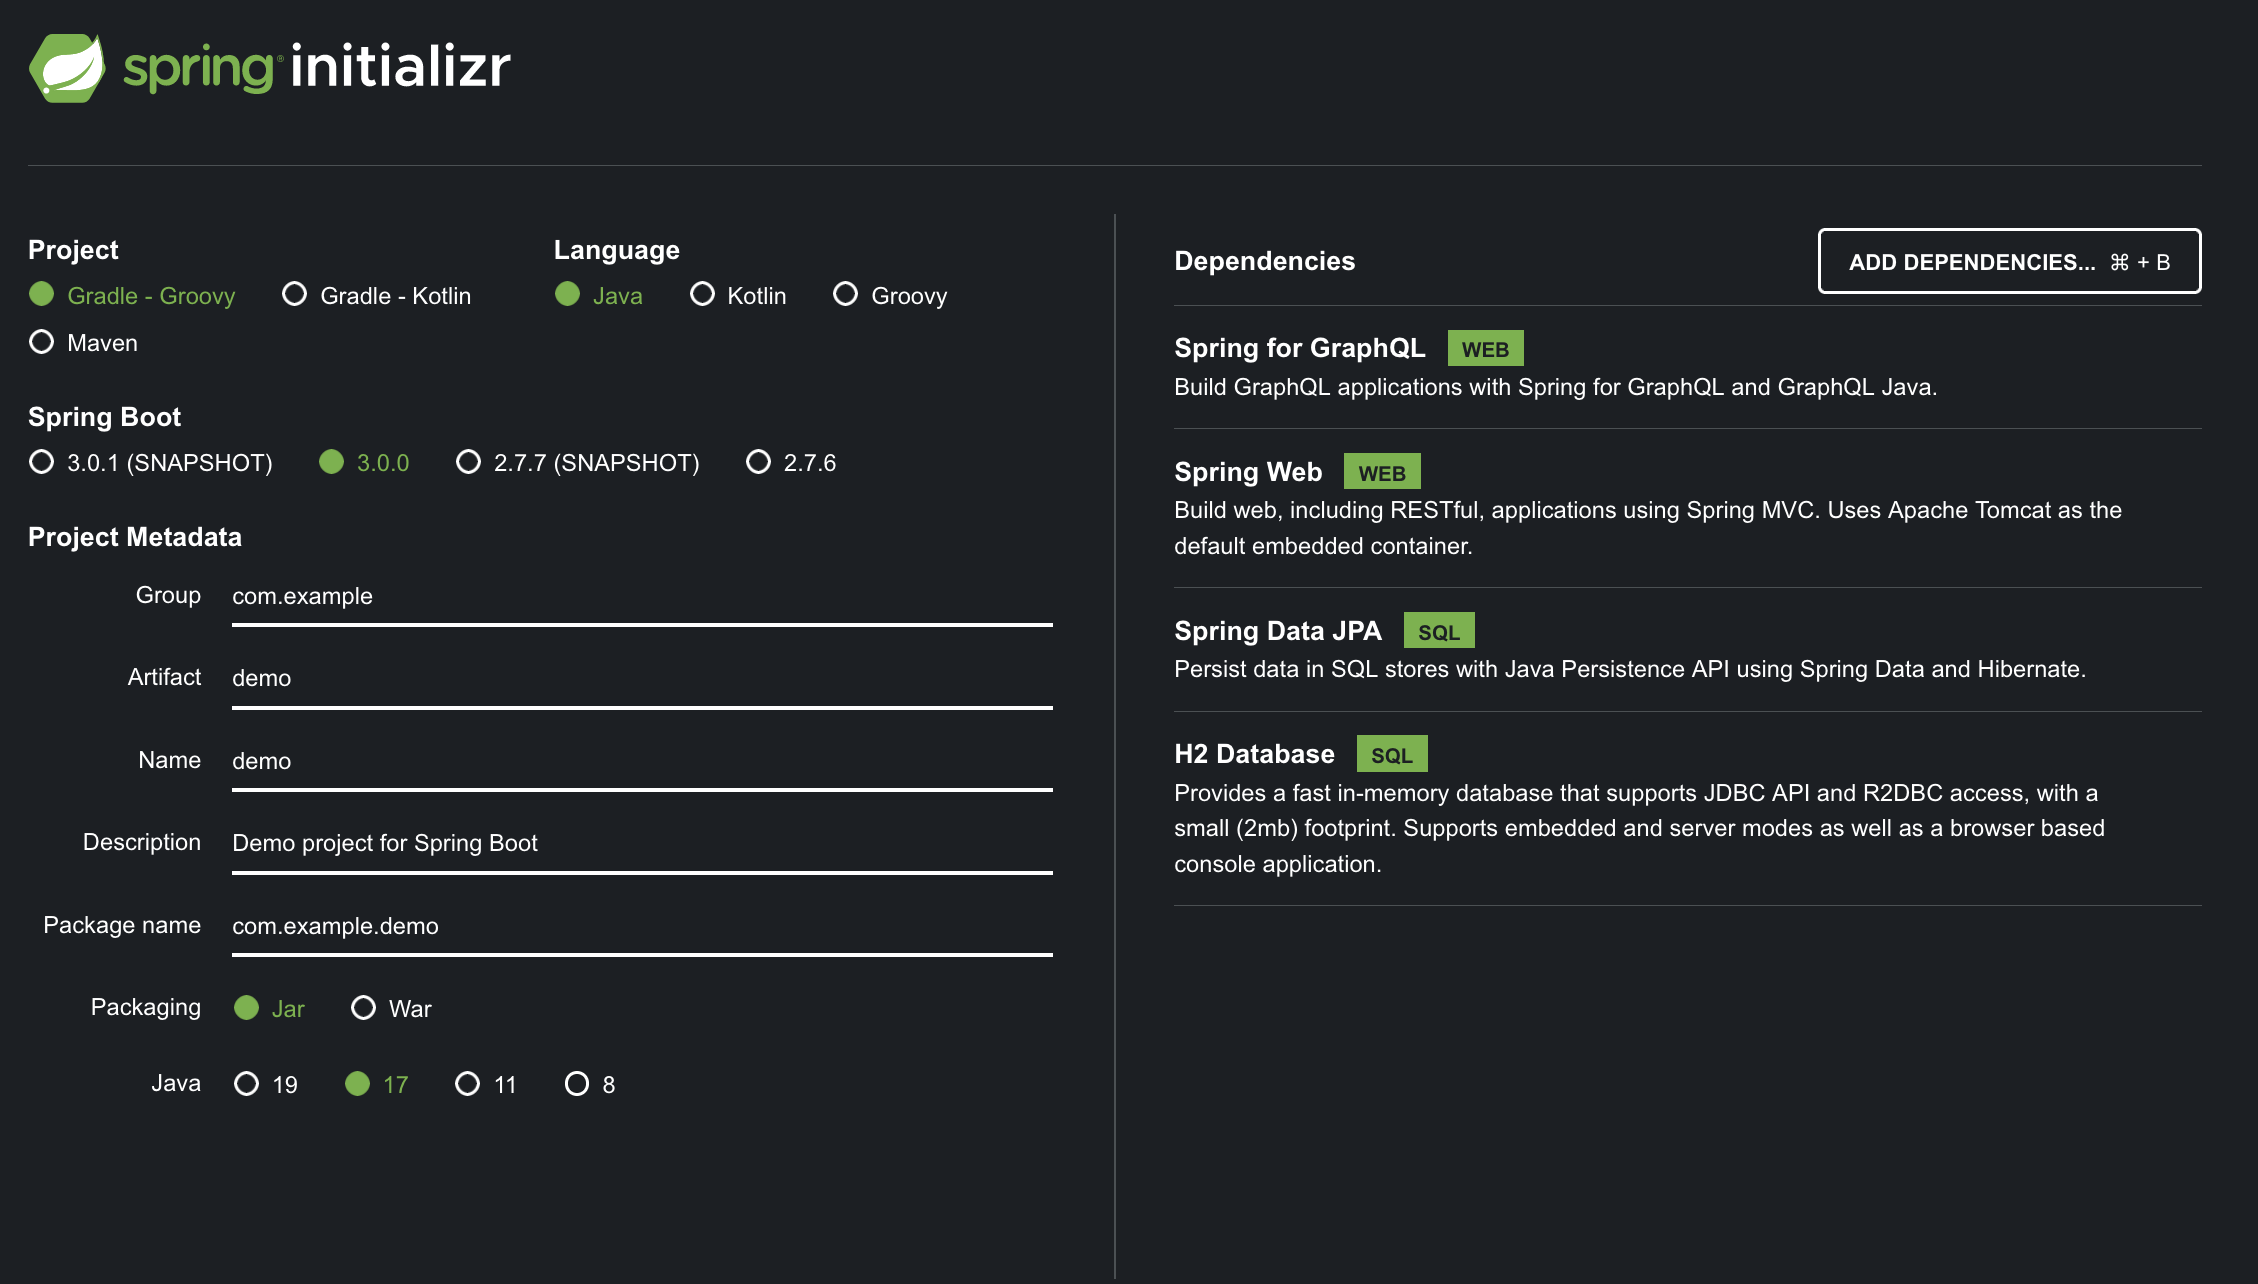 spring® initializr
Project
Gradle - Groovy Gradle - Kotlin
Maven
Language
Java Kotlin Groovy
Spring Boot
3.0.1 (SNAPSHOT) 3.0.0 2.7.7 (SNAPSHOT) 2.7.6
Project Metadata
Group com.example
Artifact demo
Name demo
Description Demo project for Spring Boot
Package name com.example.demo
Packaging Jar War
Java 19 17 11 8
Dependencies ADD DEPENDENCIES... ⌘ + B
Spring for GraphQL WEB
Build GraphQL applications with Spring for GraphQL and GraphQL Java.
Spring Web WEB
Build web, including RESTful, applications using Spring MVC. Uses Apache Tomcat as the
default embedded container.
Spring Data JPA SQL
Persist data in SQL stores with Java Persistence API using Spring Data and Hibernate.
H2 Database SQL
Provides a fast in-memory database that supports JDBC API and R2DBC access, with a
small (2mb) footprint. Supports embedded and server modes as well as a browser based
console application.